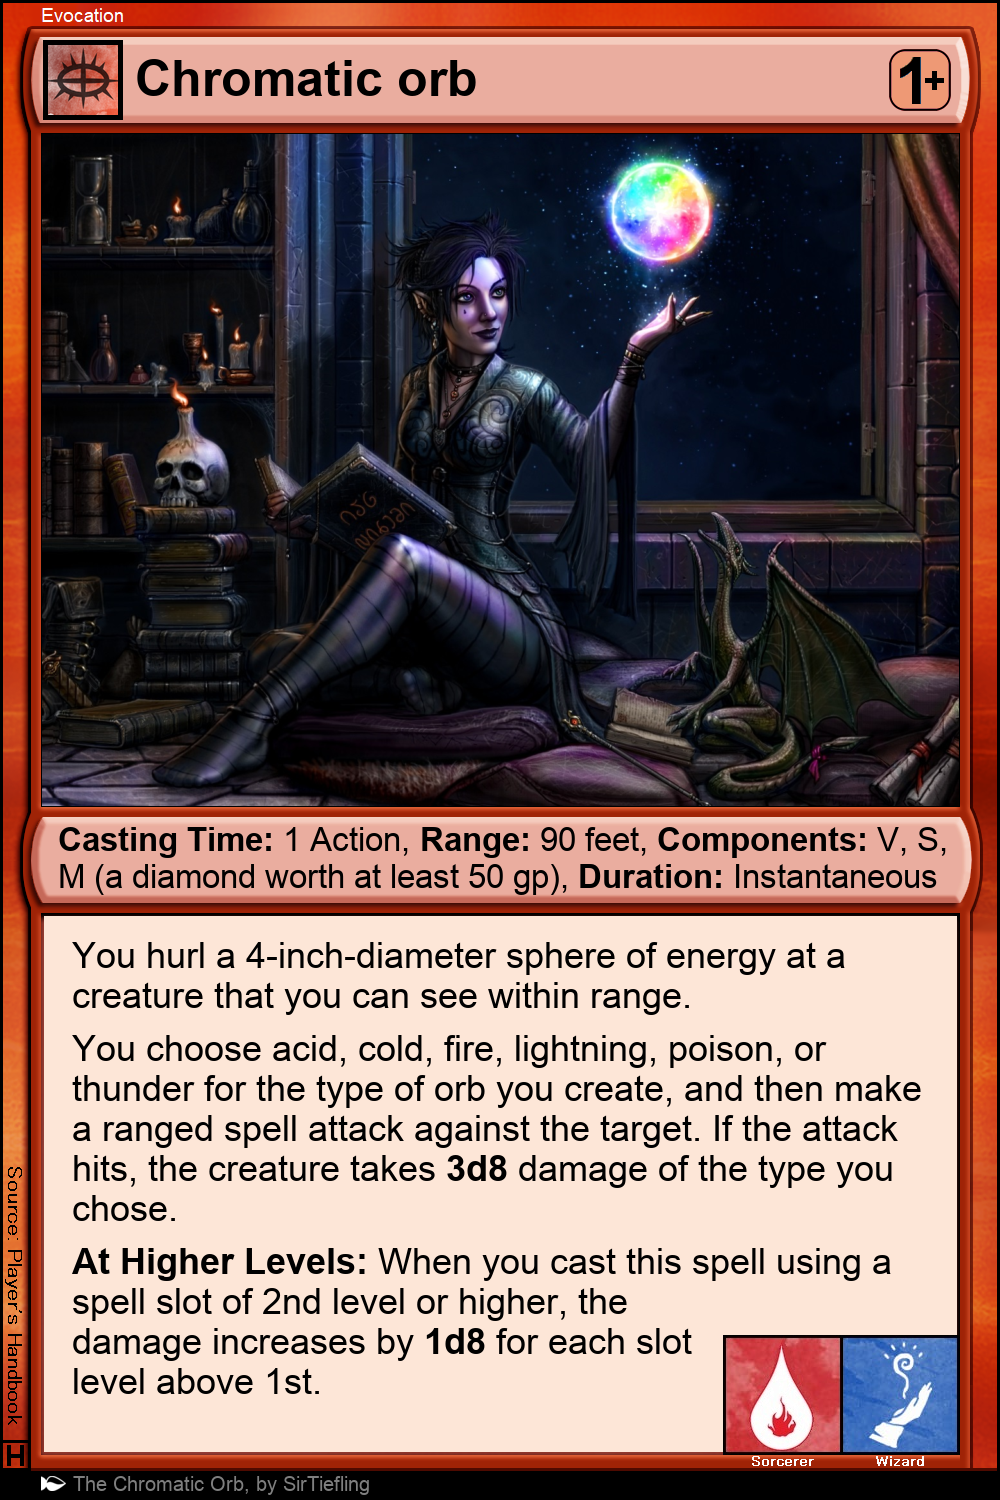 Evocation
Chromatic orb
1+
Casting Time: 1 Action, Range: 90 feet, Components: V, S,
M (a diamond worth at least 50 gp), Duration: Instantaneous
You hurl a 4-inch-diameter sphere of energy at a
creature that you can see within range.
You choose acid, cold, fire, lightning, poison, or
thunder for the type of orb you create, and then make
a ranged spell attack against the target. If the attack
hits, the creature takes 3d8 damage of the type you
chose.
At Higher Levels: When you cast this spell using a
spell slot of 2nd level or higher, the
damage increases by 1d8 for each slot
level above 1st.
Sorcerer
Wizard
Source: Player's Handbook
H
The Chromatic Orb, by SirTiefling